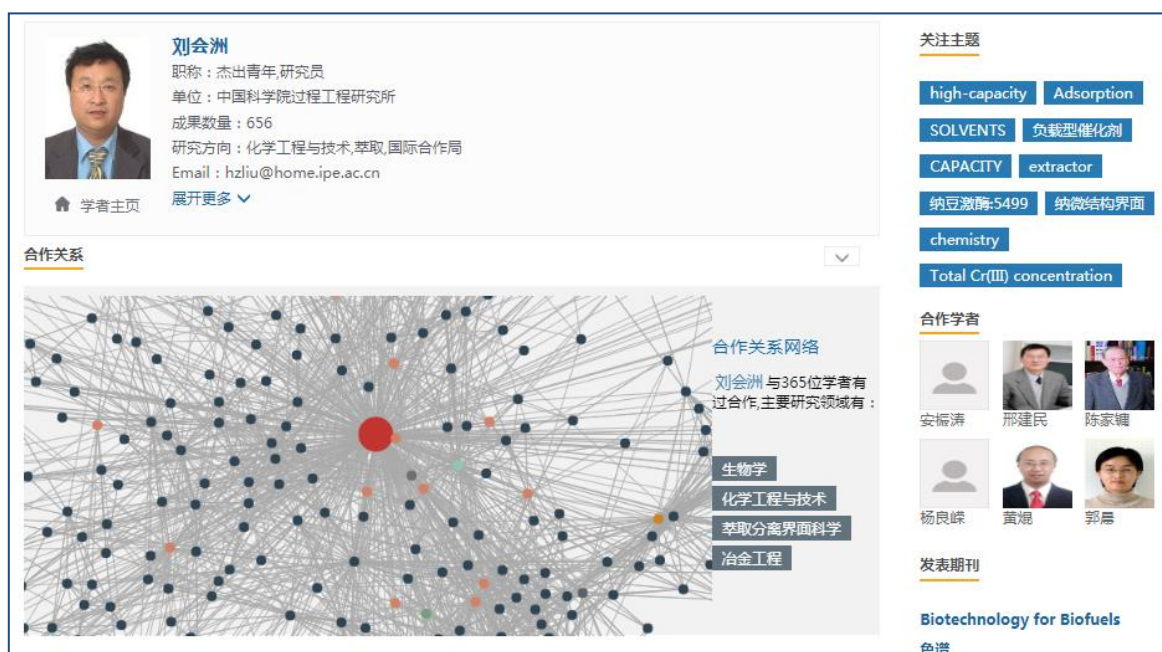 刘会洲
职称：杰出青年,研究员
单位：中国科学院过程工程研究所
成果数量：656
研究方向：化学工程与技术,萃取,国际合作局
Email：hzliu@home.ipe.ac.cn
学者主页
展开更多
合作关系
合作关系网络
刘会洲与365位学者有
过合作,主要研究领域有：
生物学
化学工程与技术
萃取分离界面科学
冶金工程
关注主题
high-capacity Adsorption
SOLVENTS 负载型催化剂
CAPACITY extractor
纳豆激酶:5499 纳微结构界面
chemistry
Total Cr(III) concentration
合作学者
安振涛 邢建民 陈家镛
杨良嵘 黄焜 郭晨
发表期刊
Biotechnology for Biofuels
色谱